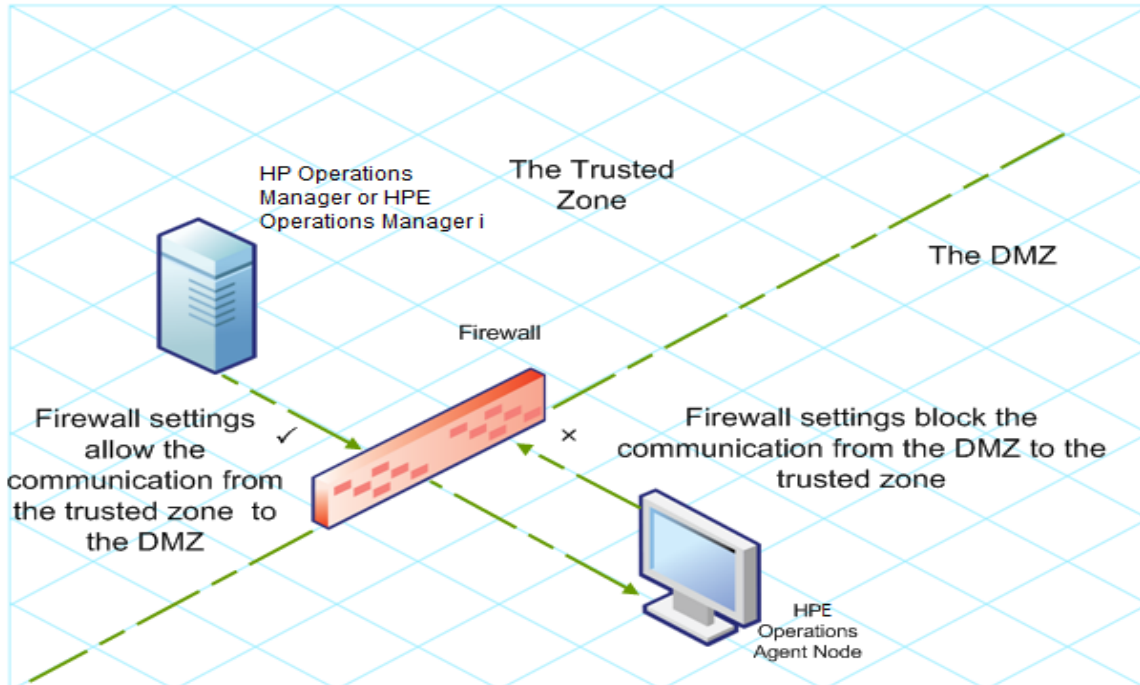 HP Operations
Manager or HPE
Operations Manager i
The Trusted
Zone
The DMZ
Firewall
Firewall settings
allow the
communication from
the trusted zone to
the DMZ
✓
×
Firewall settings block the
communication from the DMZ to the
trusted zone
HPE
Operations
Agent Node